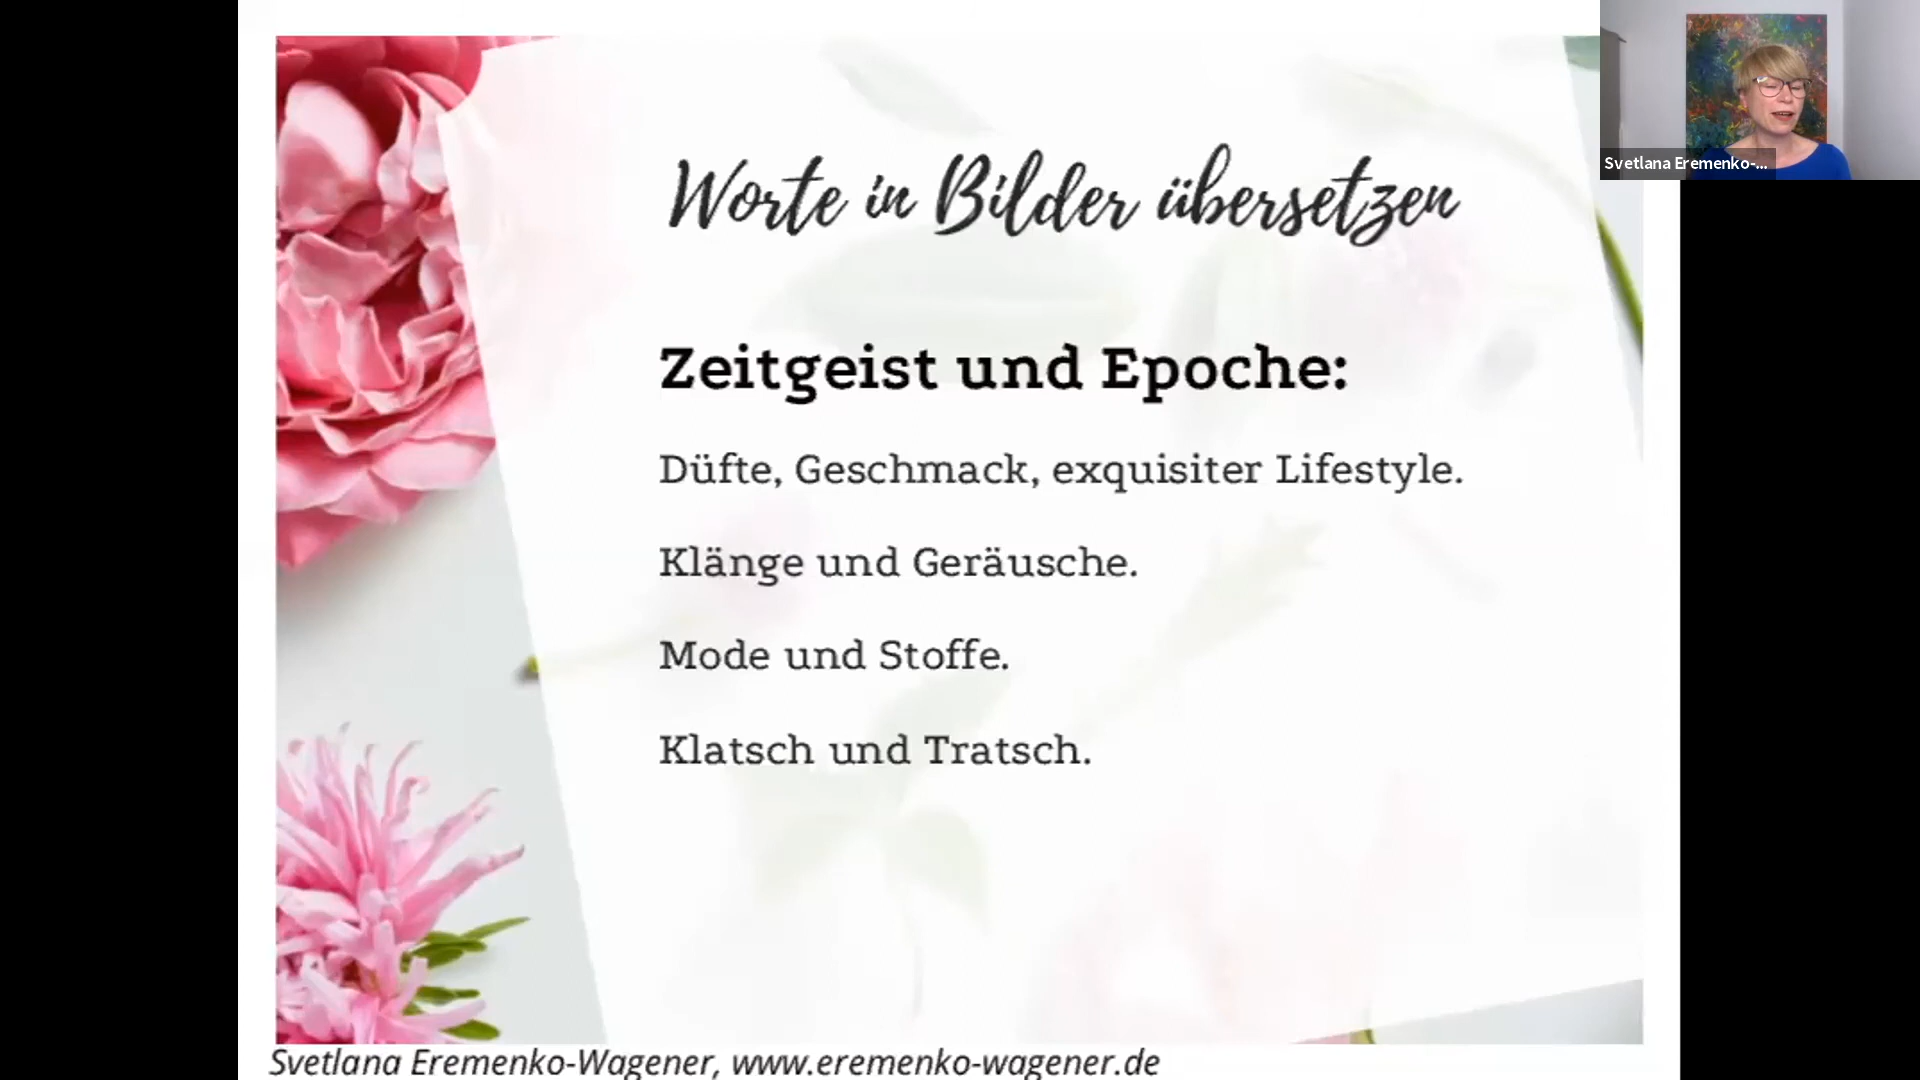 Worte in Bilder übersetzen
Zeitgeist und Epoche:
Düfte, Geschmack, exquisiter Lifestyle.
Klänge und Geräusche.
Mode und Stoffe.
Klatsch und Tratsch.
Svetlana Eremenko-Wagener, www.eremenko-wagener.de
Svetlana Eremenko-...